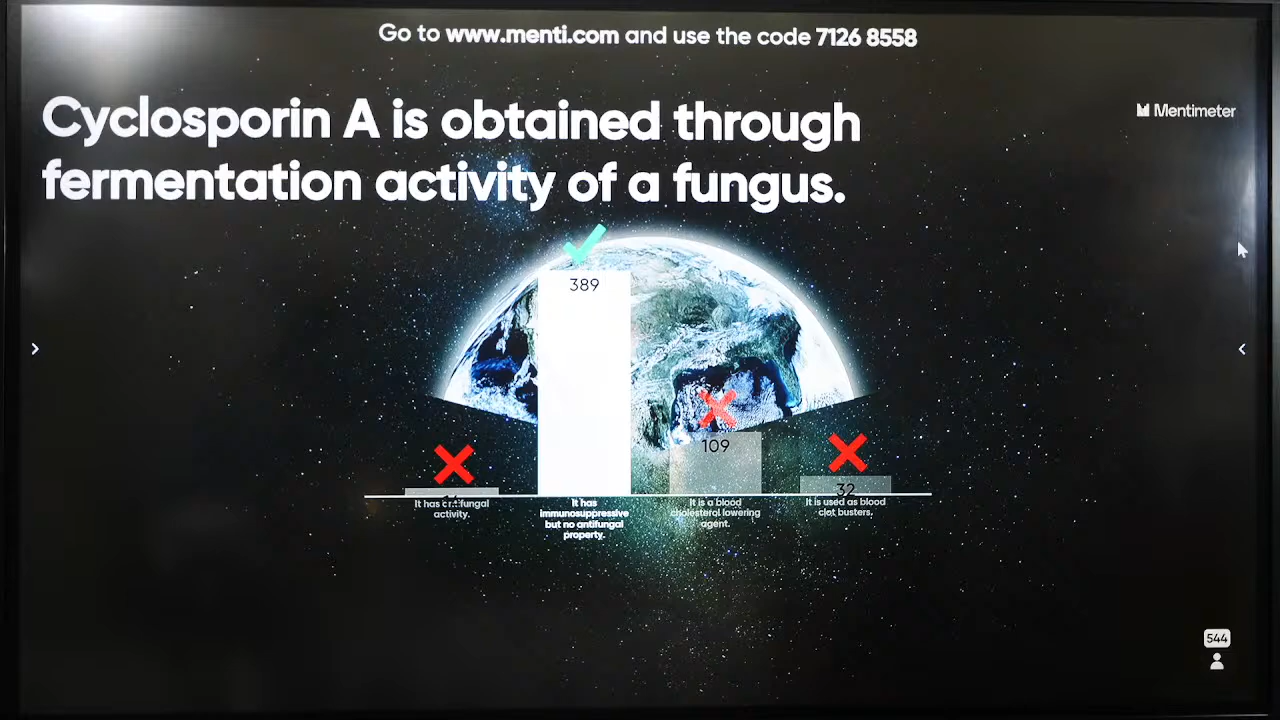 Go to www.menti.com and use the code 7126 8558
Cyclosporin A is obtained through
fermentation activity of a fungus.
Mentimeter
389
109
32
It has
activity.
It has
immunosuppressive
but no antifungal
property.
It is a blood
cholesterol lowering
agent.
It is used as blood
clot busters.
544